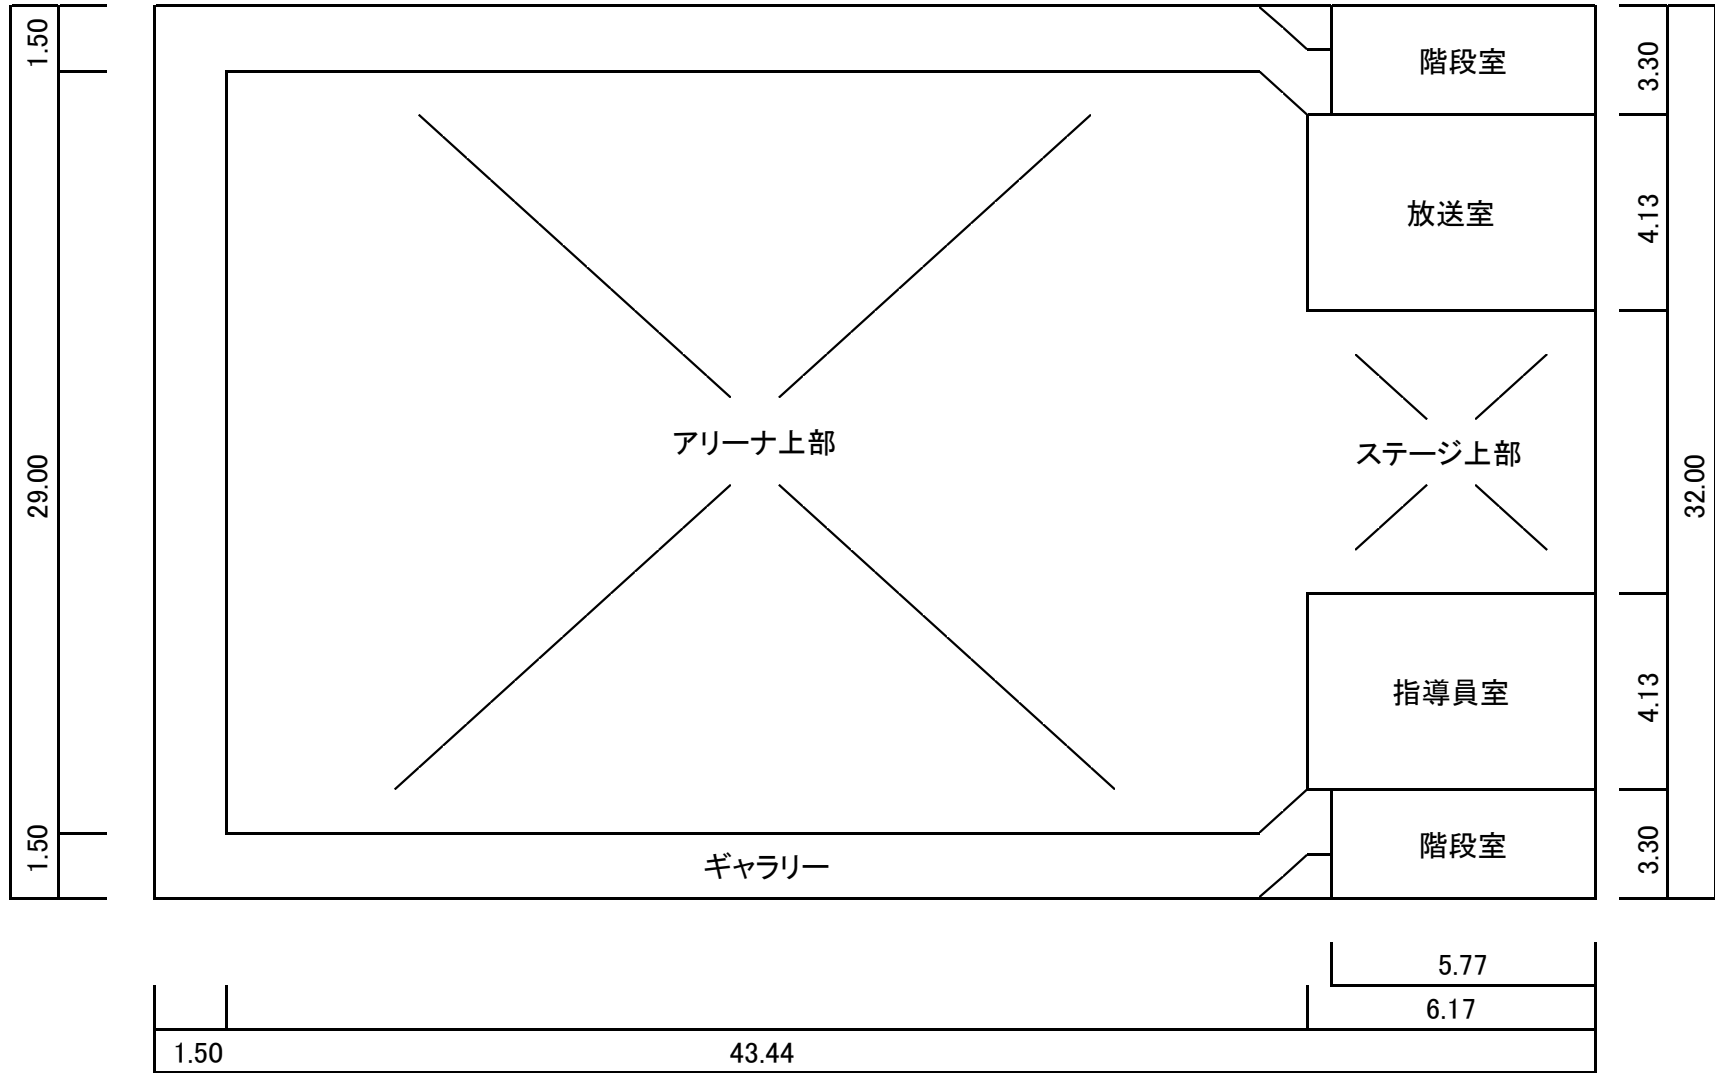 1.50
階段室
3.30
放送室
4.13
アリーナ上部
ステージ上部
29.00
32.00
指導員室
4.13
1.50
ギャラリー
階段室
3.30
5.77
6.17
1.50
43.44